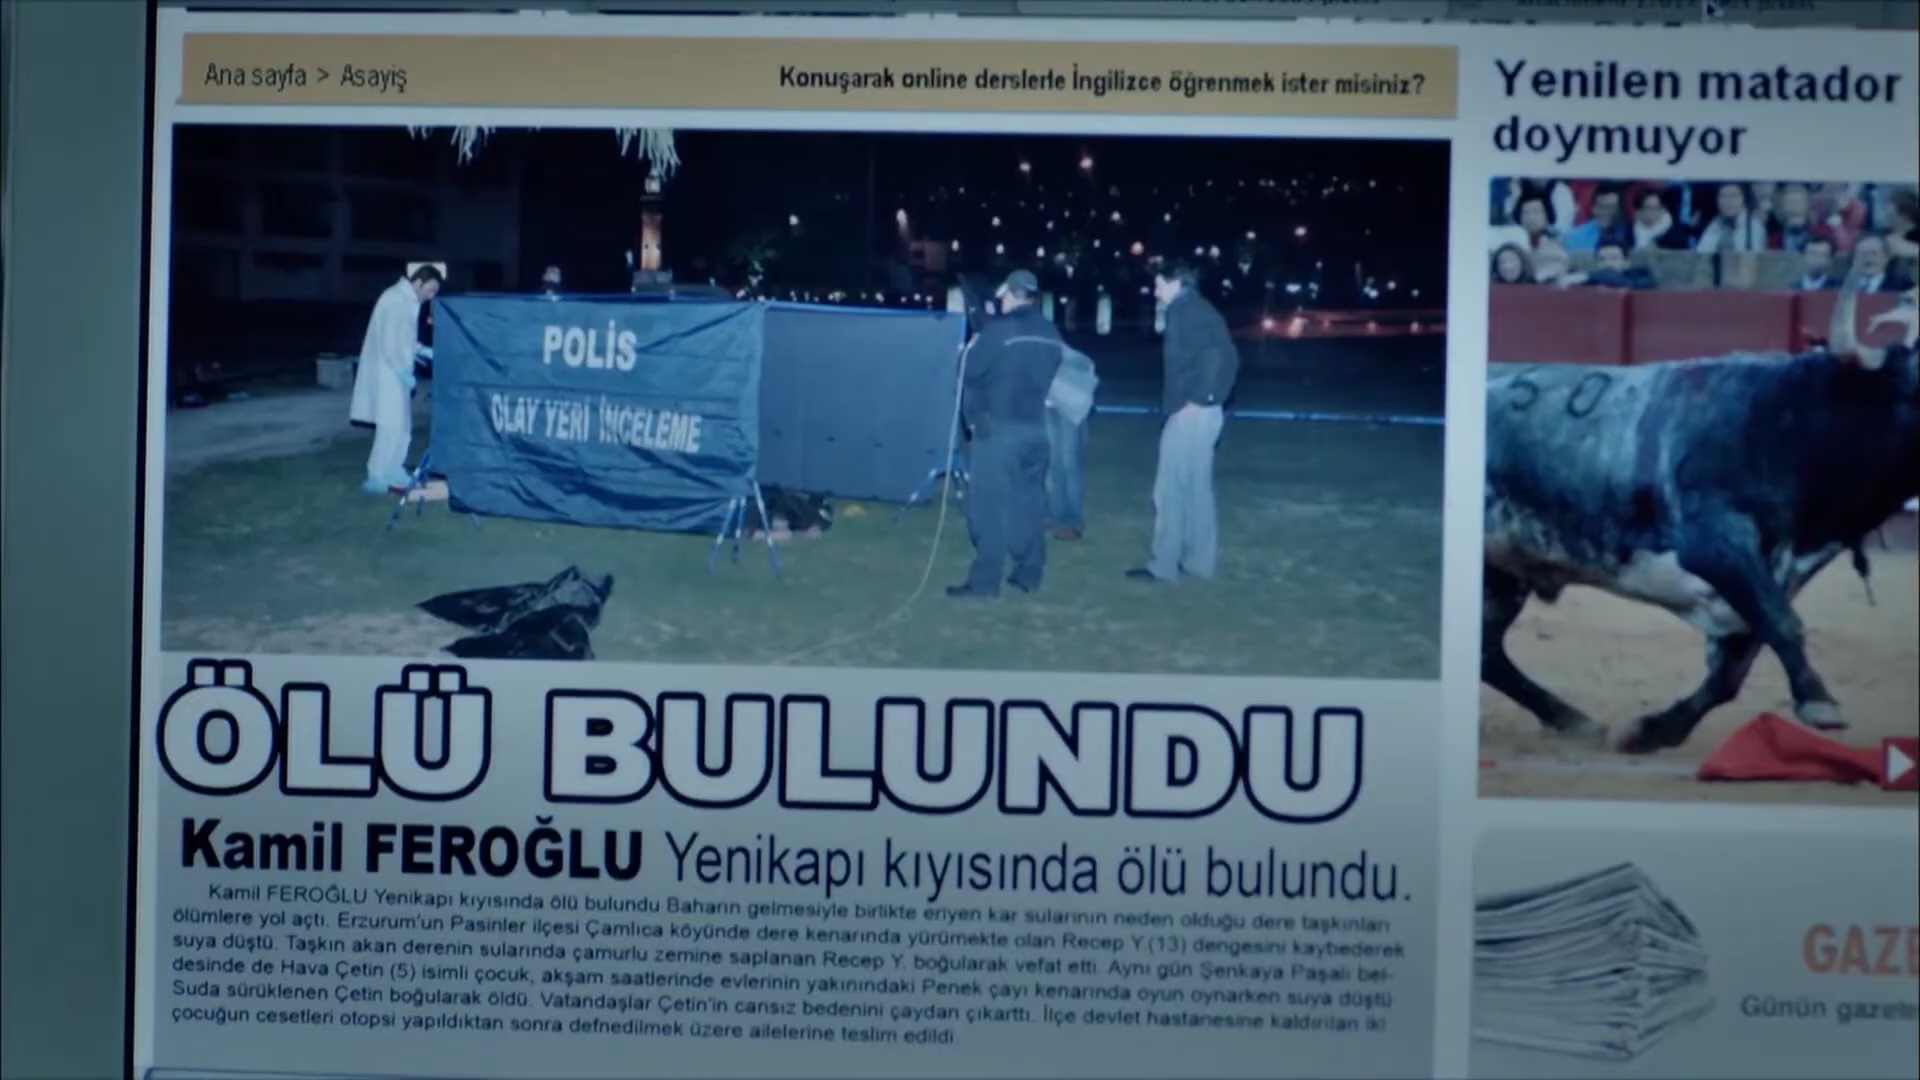 Ana sayfa > Asayiş
Konuşarak online derslerle İngilizce öğrenmek ister misiniz?
Yenilen matador
doymuyor
POLİS
OLAY YERİ İNCELEME
50
ÖLÜ BULUNDU
Kamil FEROĞLU Yenikapı kıyısında ölü bulundu.
Kamil FEROĞLU Yenikapı kıyısında ölü bulundu Baharın gelmesiyle birlikte eriyen kar sularının neden olduğu dere taşkınları
ölümlere yol açtı. Erzurum'un Pasinler ilçesi Çamlıca köyünde dere kenarında yürümekte olan Recep Y.(13) dengesini kaybederek
suya düştü. Taşkın akan derenin sularında çamurlu zemine saplanan Recep Y. boğularak vefat etti. Aynı gün Şenkaya Paşalı bel-
desinde de Hava Çetin (5) isimli çocuk, akşam saatlerinde evlerinin yakınındaki Penek çayı kenarında oyun oynarken suya düştü
Suda sürüklenen Çetin boğularak öldü. Vatandaşlar Çetin'in cansız bedenini çaydan çıkarttı. İlçe devlet hastanesine kaldırılan iki
çocuğun cesetleri otopsi yapıldıktan sonra defnedilmek üzere ailelerine teslim edildi
GAZE
Günün gazete